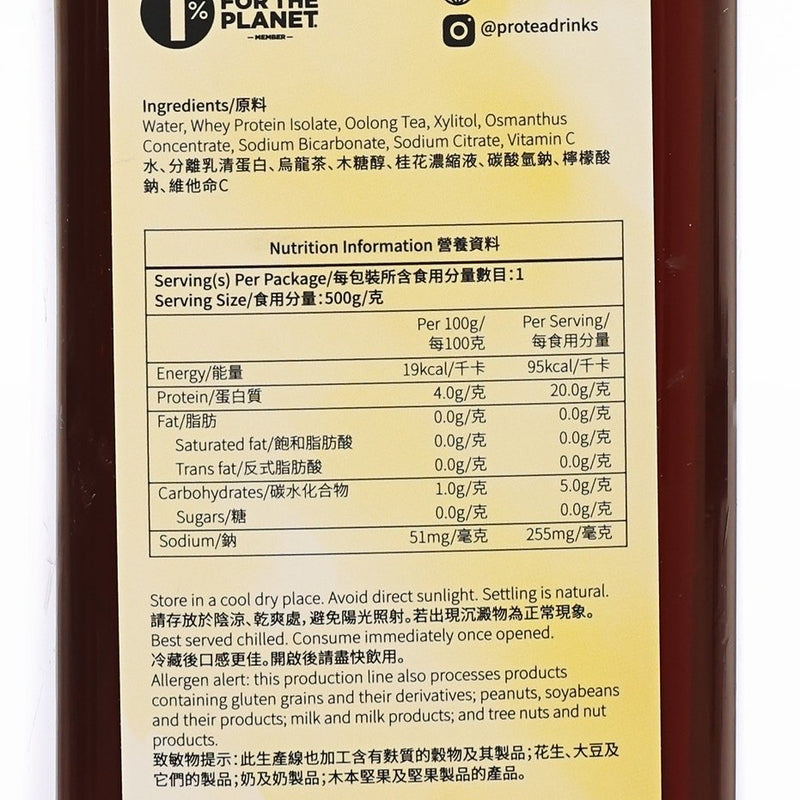 1%
FOR THE
PLANET.
— MEMBER —
@proteadrinks
Ingredients/原料
Water, Whey Protein Isolate, Oolong Tea, Xylitol, Osmanthus
Concentrate, Sodium Bicarbonate, Sodium Citrate, Vitamin C
水、分離乳清蛋白、烏龍茶、木糖醇、桂花濃縮液、碳酸氫鈉、檸檬酸
鈉、維他命C
Nutrition Information 營養資料
Serving(s) Per Package/每包裝所含食用分量數目:1
Serving Size/食用分量:500g/克
Per 100g/ Per Serving/
每100克 每食用分量
Energy/能量 19kcal/千卡 95kcal/千卡
Protein/蛋白質 4.0g/克 20.0g/克
Fat/脂肪 0.0g/克 0.0g/克
Saturated fat/飽和脂肪酸 0.0g/克 0.0g/克
Trans fat/反式脂肪酸 0.0g/克 0.0g/克
Carbohydrates/碳水化合物 1.0g/克 5.0g/克
Sugars/糖 0.0g/克 0.0g/克
Sodium/鈉 51mg/毫克 255mg/毫克
Store in a cool dry place. Avoid direct sunlight. Settling is natural.
請存放於陰涼、乾爽處，避免陽光照射。若出現沉澱物為正常現象。
Best served chilled. Consume immediately once opened.
冷藏後口感更佳。開啟後請盡快飲用。
Allergen alert: this production line also processes products
containing gluten grains and their derivatives; peanuts, soyabeans
and their products; milk and milk products; and tree nuts and nut
products.
致敏物提示：此生產線也加工含有麩質的穀物及其製品；花生、大豆及
它們的製品；奶及奶製品；木本堅果及堅果製品的產品。